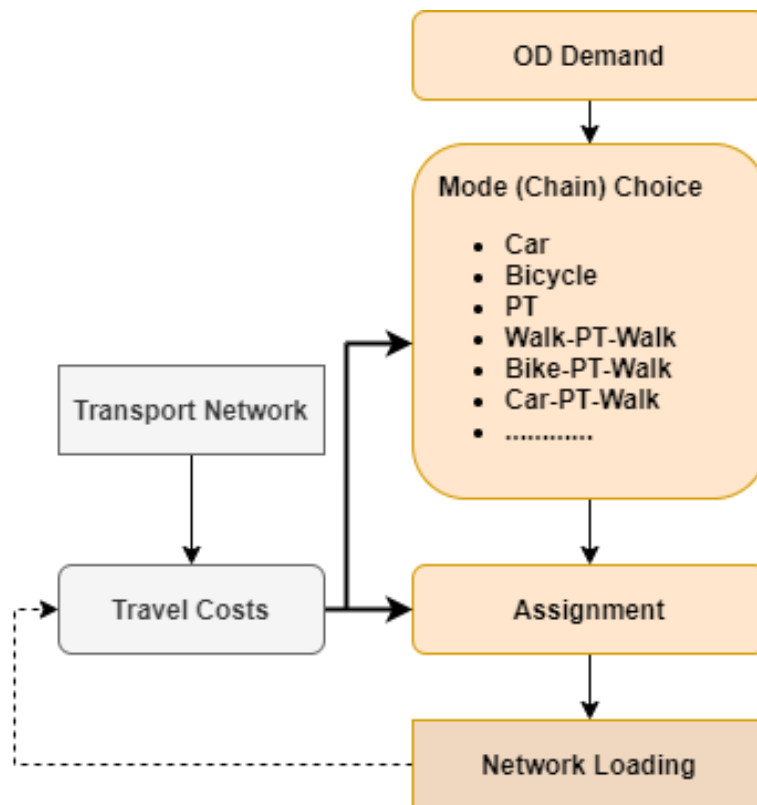 OD Demand
Mode (Chain) Choice
• Car
• Bicycle
• PT
• Walk-PT-Walk
• Bike-PT-Walk
• Car-PT-Walk
• ............
Transport Network
Travel Costs
Assignment
Network Loading